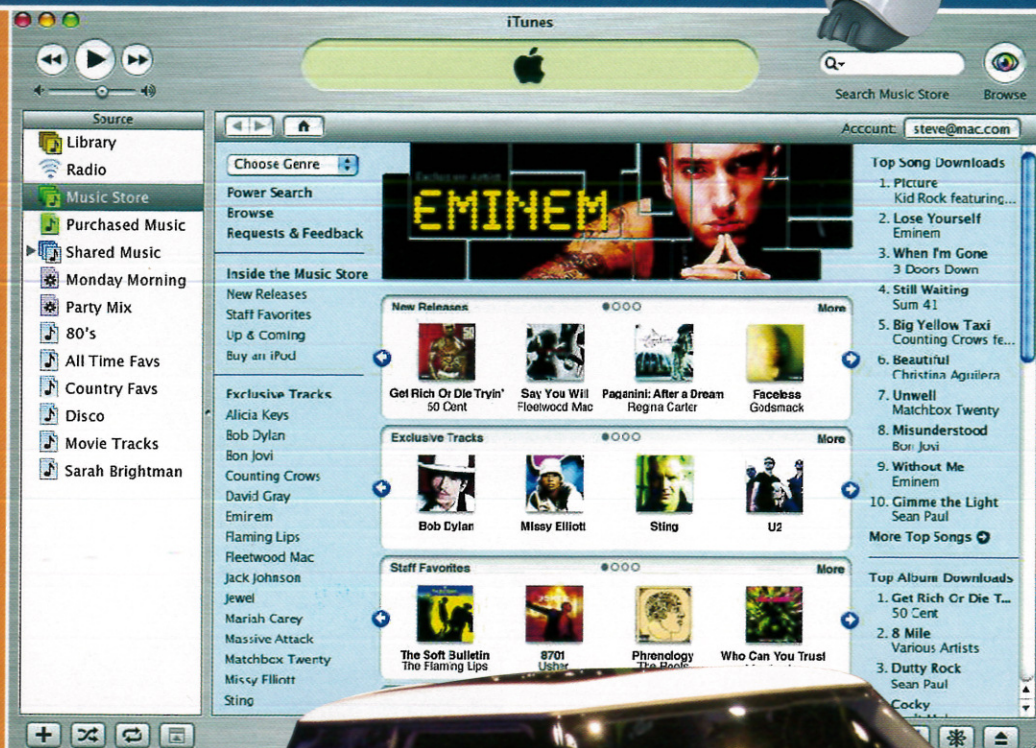 iTunes
Search Music Store
Browse
Source
Library
Radio
Music Store
Purchased Music
Shared Music
Monday Morning
Party Mix
80's
All Time Favs
Country Favs
Disco
Movie Tracks
Sarah Brightman
Account: steve@mac.com
Choose Genre
Power Search
Browse
Requests & Feedback
Inside the Music Store
New Releases
Staff Favorites
Up & Coming
Buy an iPod
Exclusive Tracks
Alicia Keys
Bob Dylan
Bon Jovi
Counting Crows
David Gray
Eminem
Flaming Lips
Fleetwood Mac
Jack Johnson
Jewel
Mariah Carey
Massive Attack
Matchbox Twenty
Missy Elliott
Sting
Exclusive Artist
EMINEM
New Releases
More
Get Rich Or Die Tryin'
50 Cent
Say You Will
Fleetwood Mac
Paganini: After a Dream
Regina Carter
Faceless
Godsmack
Exclusive Tracks
More
Bob Dylan
Missy Elliott
Sting
U2
Staff Favorites
More
The Soft Bulletin
The Flaming Lips
8701
Usher
Phrenology
The Roots
Who Can You Trust
Top Song Downloads
1. Picture
Kid Rock featuring...
2. Lose Yourself
Eminem
3. When I'm Gone
3 Doors Down
4. Still Waiting
Sum 41
5. Big Yellow Taxi
Counting Crows fe...
6. Beautiful
Christina Aguilera
7. Unwell
Matchbox Twenty
8. Misunderstood
Bon Jovi
9. Without Me
Eminem
10. Gimme the Light
Sean Paul
More Top Songs
Top Album Downloads
1. Get Rich Or Die T...
50 Cent
2. 8 Mile
Various Artists
3. Dutty Rock
Sean Paul
Cocky